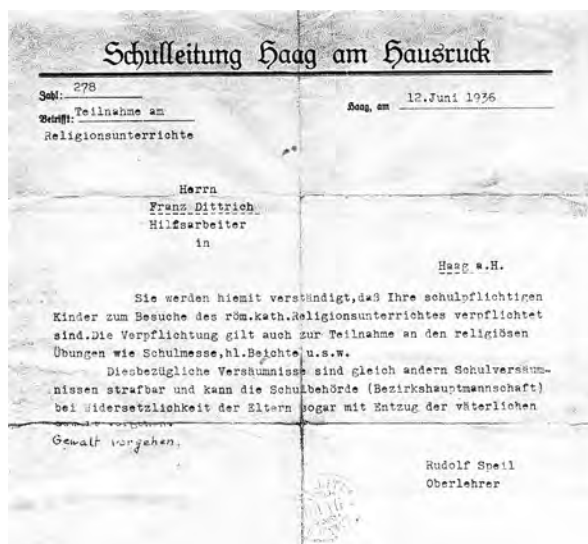 Schulleitung Haag am Hausruck
Zahl: 278
Haag, am 12.Juni 1936
Betrifft: Teilnahme am
Religionsunterrichte
Herrn
Franz Dittrich
Hilfsarbeiter
in
Haag a.H.
Sie werden hiemit verständigt,daß Ihre schulpflichtigen
Kinder zum Besuche des röm.kath.Religionsunterrichtes verpflichtet
sind.Die Verpflichtung gilt auch zur Teilnahme an den religiösen
Übungen wie Schulmesse,hl.Beichte u.s.w.
Diesbezügliche Versäumnisse sind gleich andern Schulversäum-
nissen strafbar und kann die Schulbehörde (Bezirkshauptmannschaft)
bei Widersetzlichkeit der Eltern sogar mit Entzug der väterlichen
Gewalt vorgehen.
Gewalt vorgehen.
Rudolf Speil
Oberlehrer